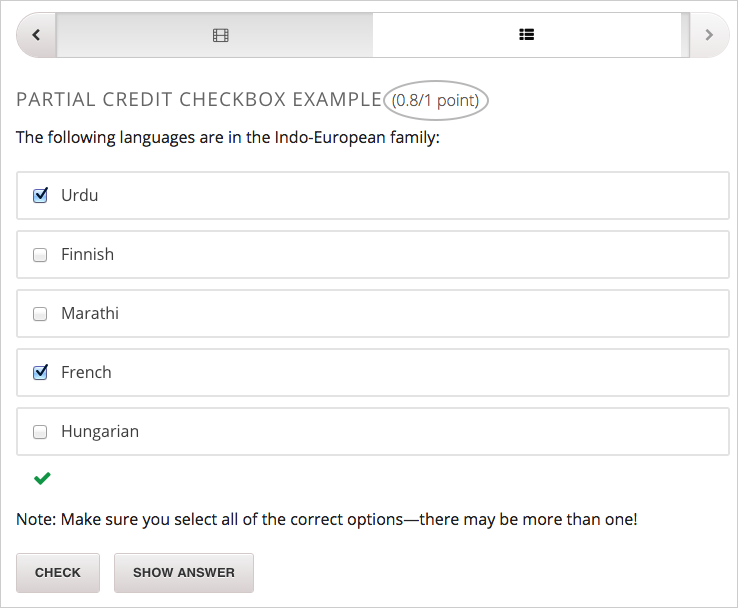 PARTIAL CREDIT CHECKBOX EXAMPLE (0.8/1 point)
The following languages are in the Indo-European family:
Urdu
Finnish
Marathi
French
Hungarian
Note: Make sure you select all of the correct options—there may be more than one!
CHECK SHOW ANSWER